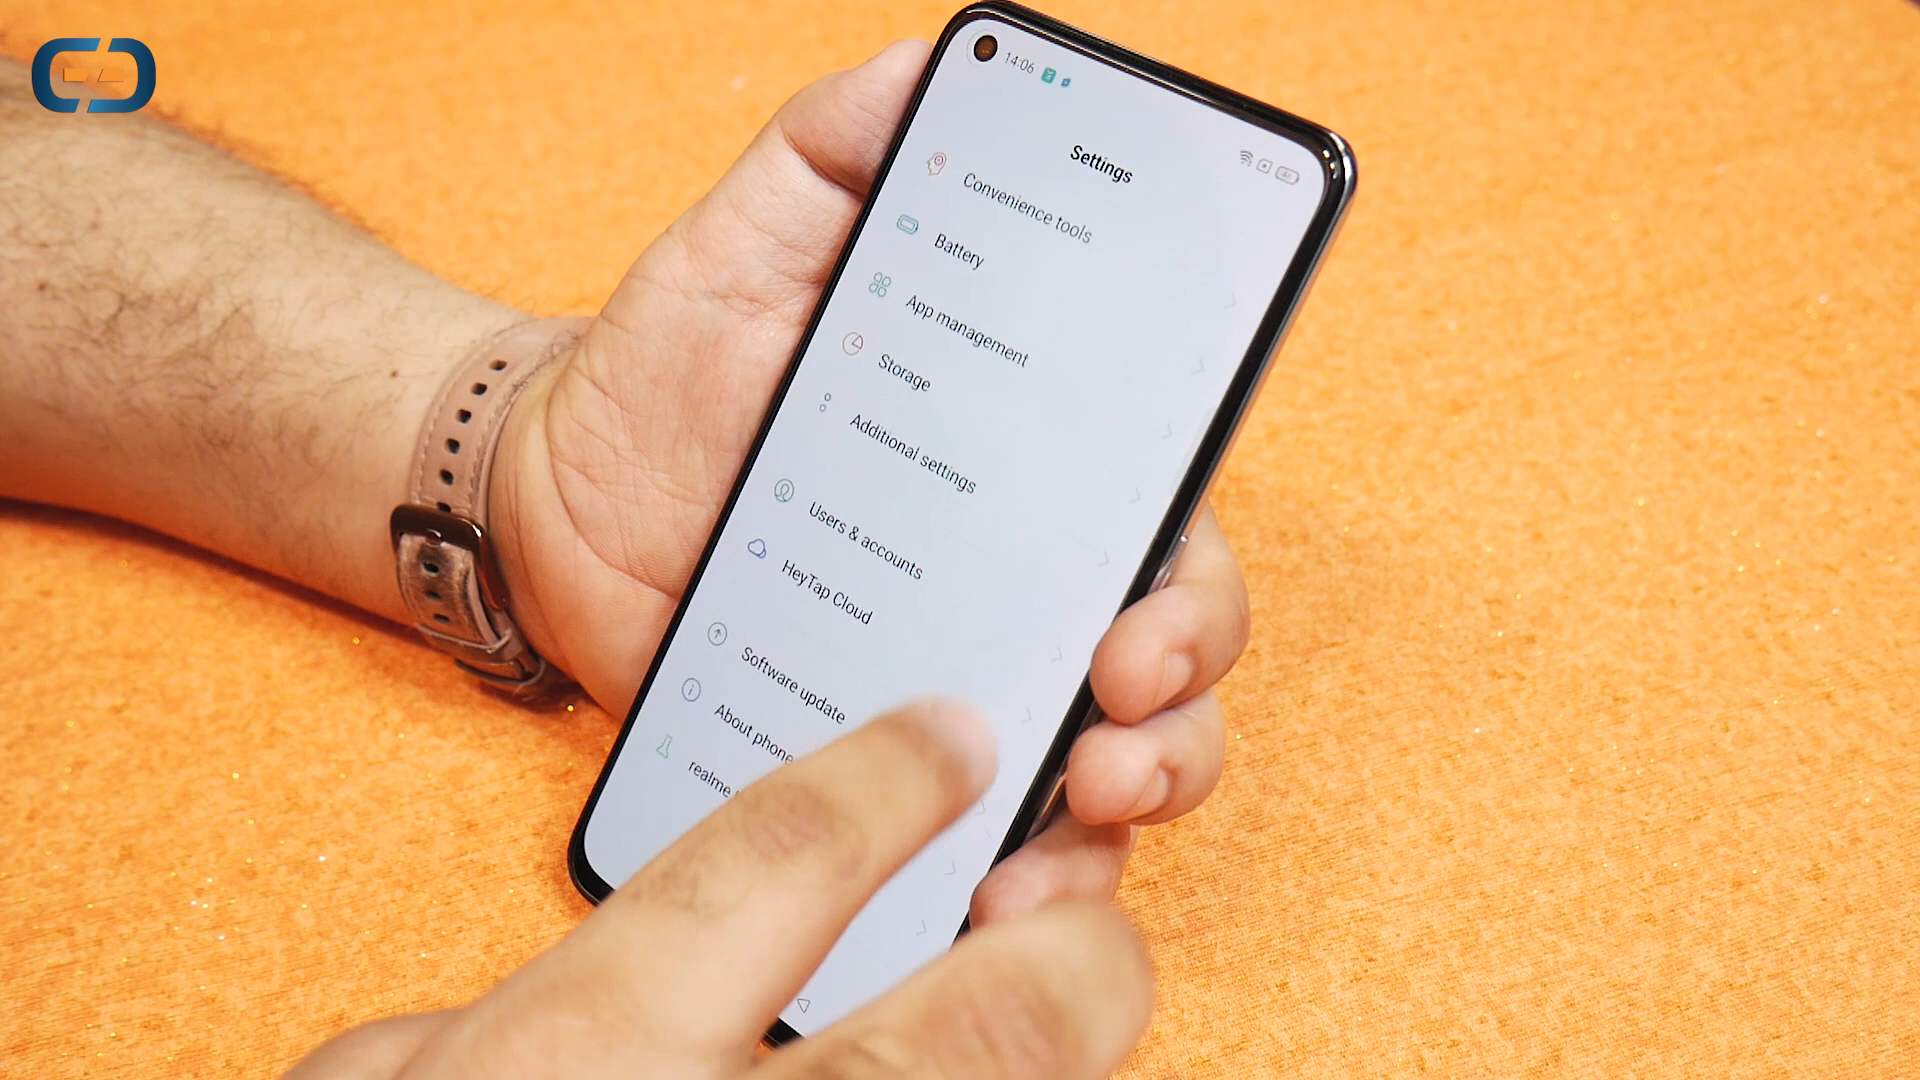 14:06
Settings
Convenience tools
Battery
App management
Storage
Additional settings
Users & accounts
HeyTap Cloud
Software update
About phone
realme